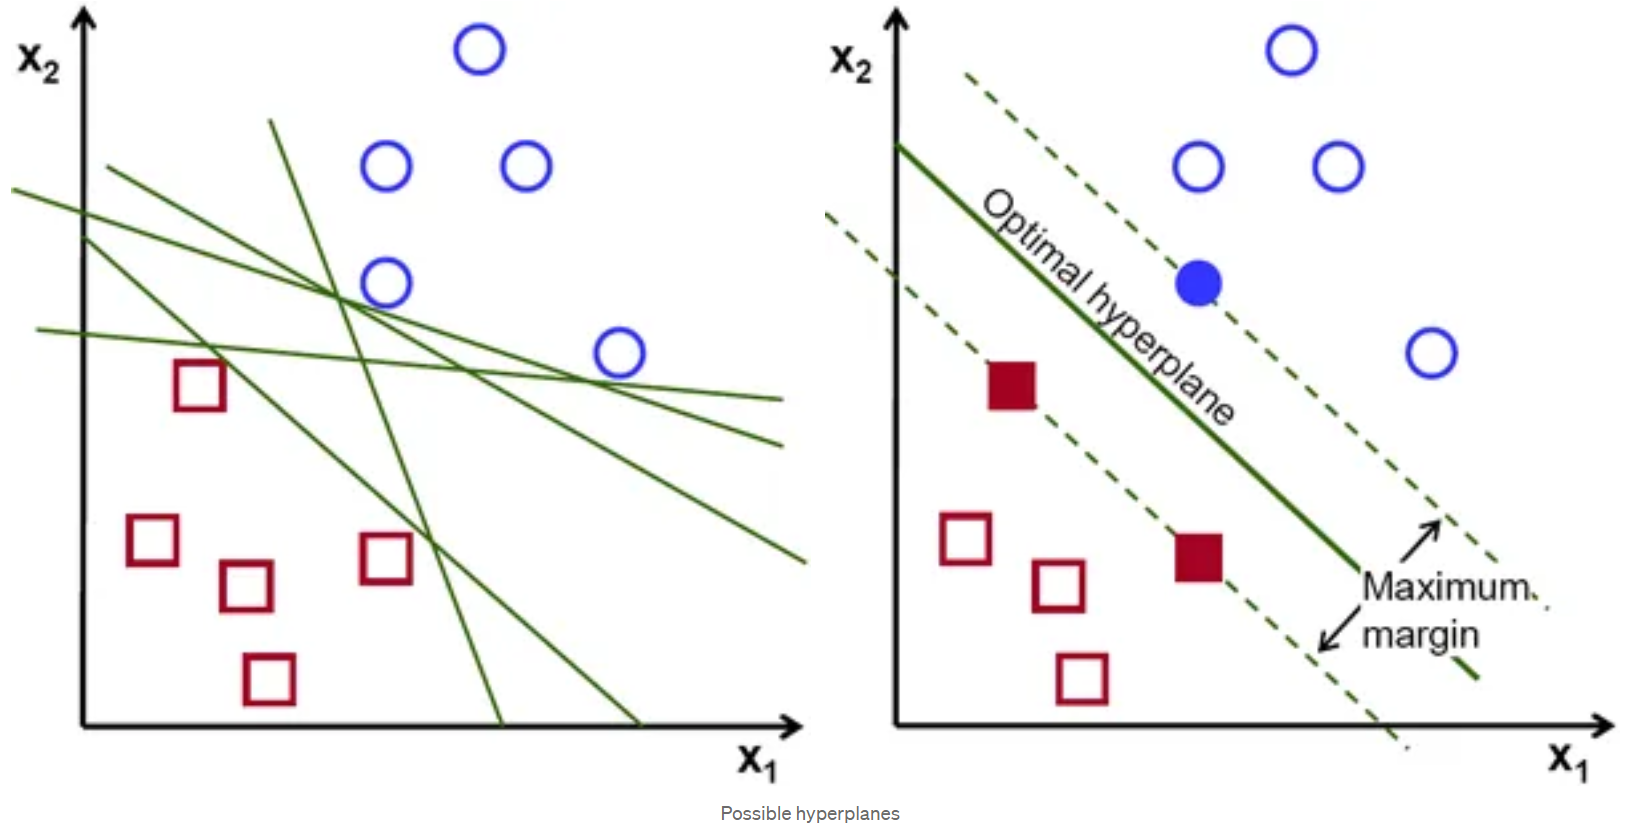 x₂
x₁
x₂
Optimal hyperplane
Maximum
margin
x₁
Possible hyperplanes